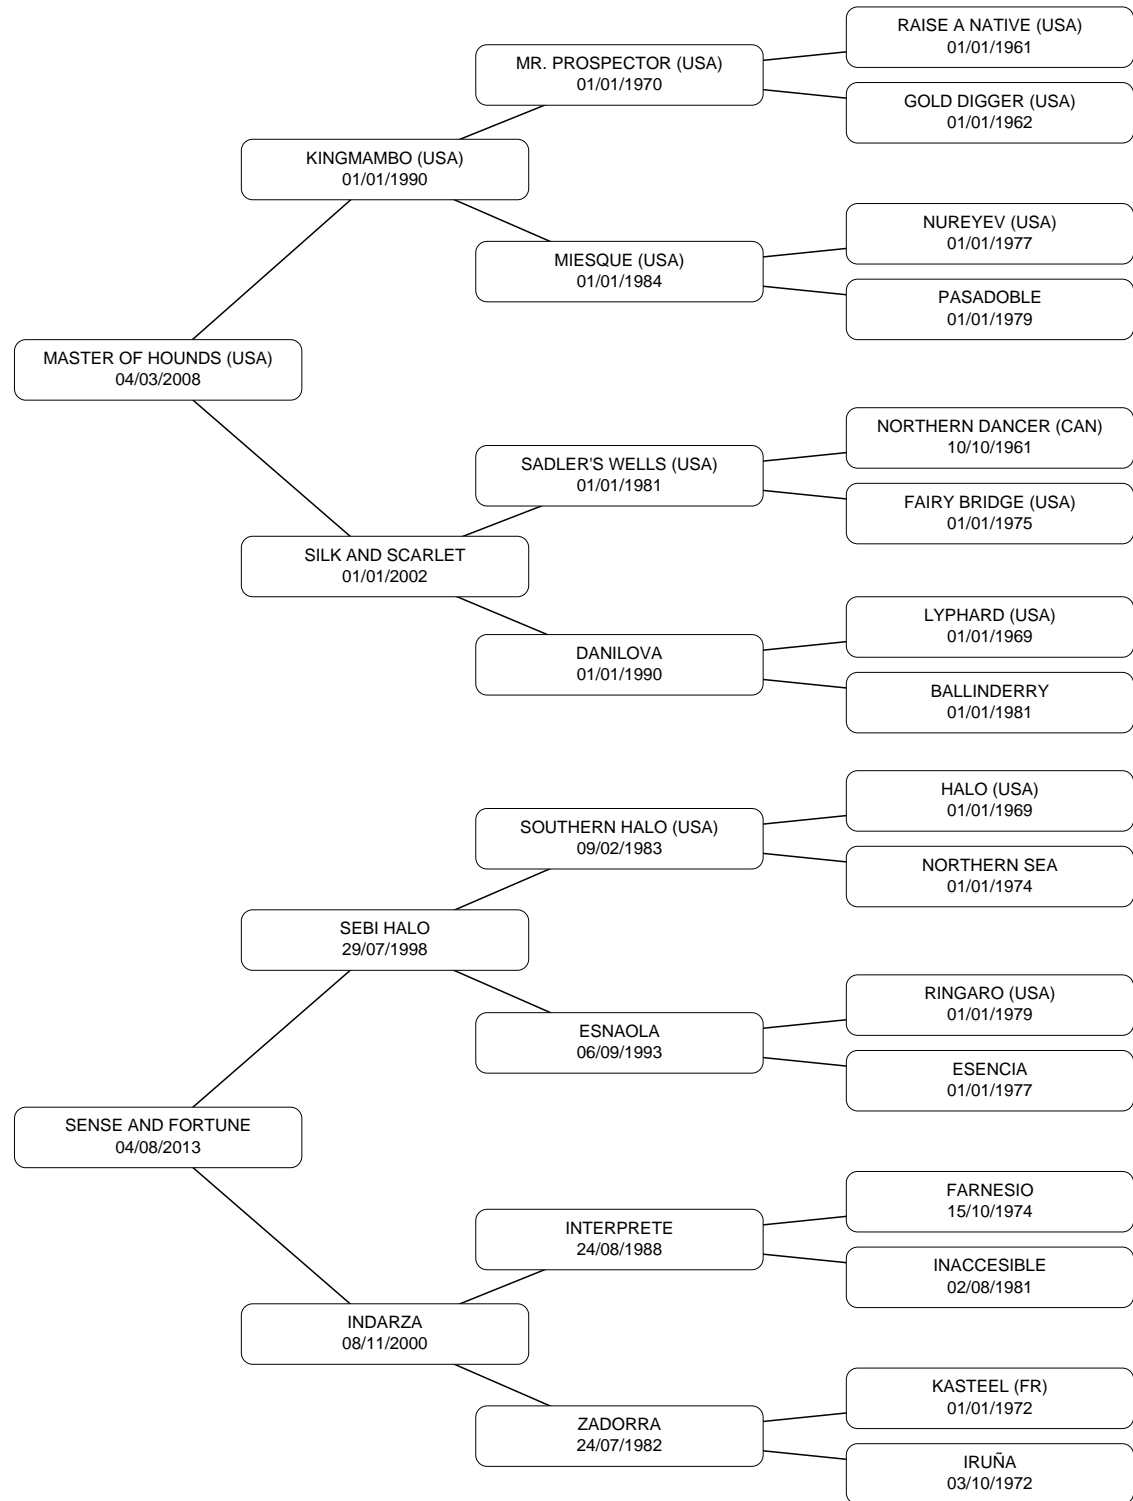 RAISE A NATIVE (USA)
01/01/1961
MR. PROSPECTOR (USA)
01/01/1970
GOLD DIGGER (USA)
01/01/1962
KINGMAMBO (USA)
01/01/1990
NUREYEV (USA)
01/01/1977
MIESQUE (USA)
01/01/1984
PASADOBLE
01/01/1979
MASTER OF HOUNDS (USA)
04/03/2008
NORTHERN DANCER (CAN)
10/10/1961
SADLER'S WELLS (USA)
01/01/1981
FAIRY BRIDGE (USA)
01/01/1975
SILK AND SCARLET
01/01/2002
LYPHARD (USA)
01/01/1969
DANILOVA
01/01/1990
BALLINDERRY
01/01/1981
HALO (USA)
01/01/1969
SOUTHERN HALO (USA)
09/02/1983
NORTHERN SEA
01/01/1974
SEBI HALO
29/07/1998
RINGARO (USA)
01/01/1979
ESNAOLA
06/09/1993
ESENCIA
01/01/1977
SENSE AND FORTUNE
04/08/2013
FARNESIO
15/10/1974
INTERPRETE
24/08/1988
INACCESIBLE
02/08/1981
INDARZA
08/11/2000
KASTEEL (FR)
01/01/1972
ZADORRA
24/07/1982
IRUÑA
03/10/1972